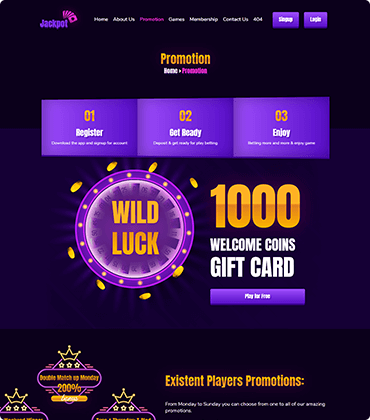 Jackpot
Home About Us Promotion Games Membership Contact Us 404 Singup Login
Promotion
Home • Promotion
01 02 03
Register Get Ready Enjoy
Download the app and signup for account Deposit & get ready for play betting Betting more and more & enjoy game
WILD
LUCK
1000
WELCOME COINS
GIFT CARD
Play for Free
Double Match up Monday
200%
bonus
Existent Players Promotions:
From Monday to Sunday you can choose from one to all of our amazing
promotions.